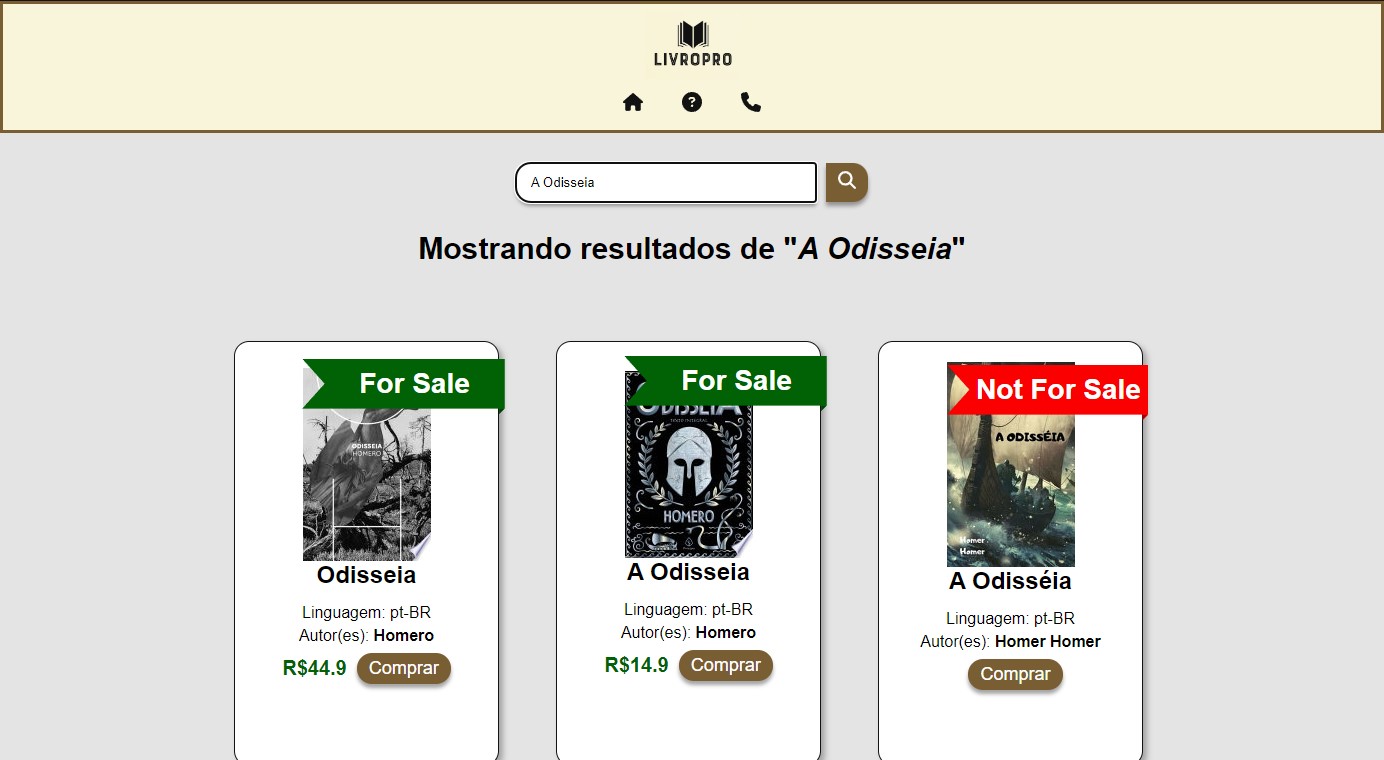 LIVROPRO
A Odisseia
Mostrando resultados de "A Odisseia"
For Sale
ODISSEIA
HOMERO
Odisseia
Linguagem: pt-BR
Autor(es): Homero
R$44.9 Comprar
For Sale
ODISSEIA
TEXTO INTEGRAL
HOMERO
A Odisseia
Linguagem: pt-BR
Autor(es): Homero
R$14.9 Comprar
Not For Sale
A ODISSÉIA
Homer
Homer
A Odisséia
Linguagem: pt-BR
Autor(es): Homer Homer
Comprar